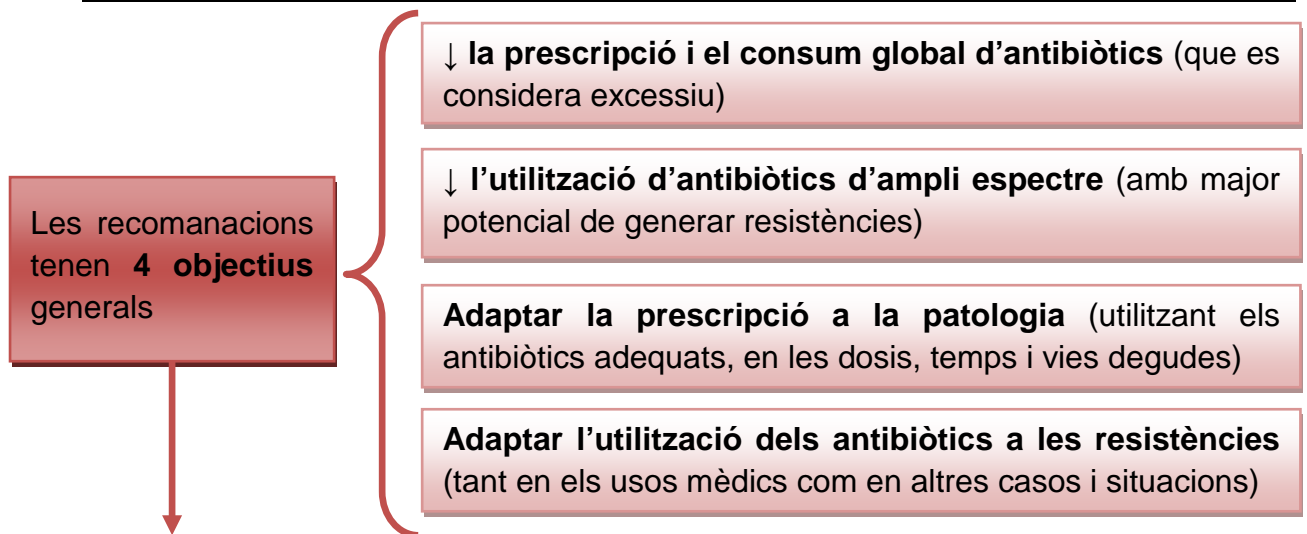 Les recomanacions
tenen 4 objectius
generals
↓ la prescripció i el consum global d’antibiòtics (que es
considera excessiu)
↓ l’utilització d’antibiòtics d’ampli espectre (amb major
potencial de generar resistències)
Adaptar la prescripció a la patologia (utilitzant els
antibiòtics adequats, en les dosis, temps i vies degudes)
Adaptar l’utilització dels antibiòtics a les resistències
(tant en els usos mèdics com en altres casos i situacions)